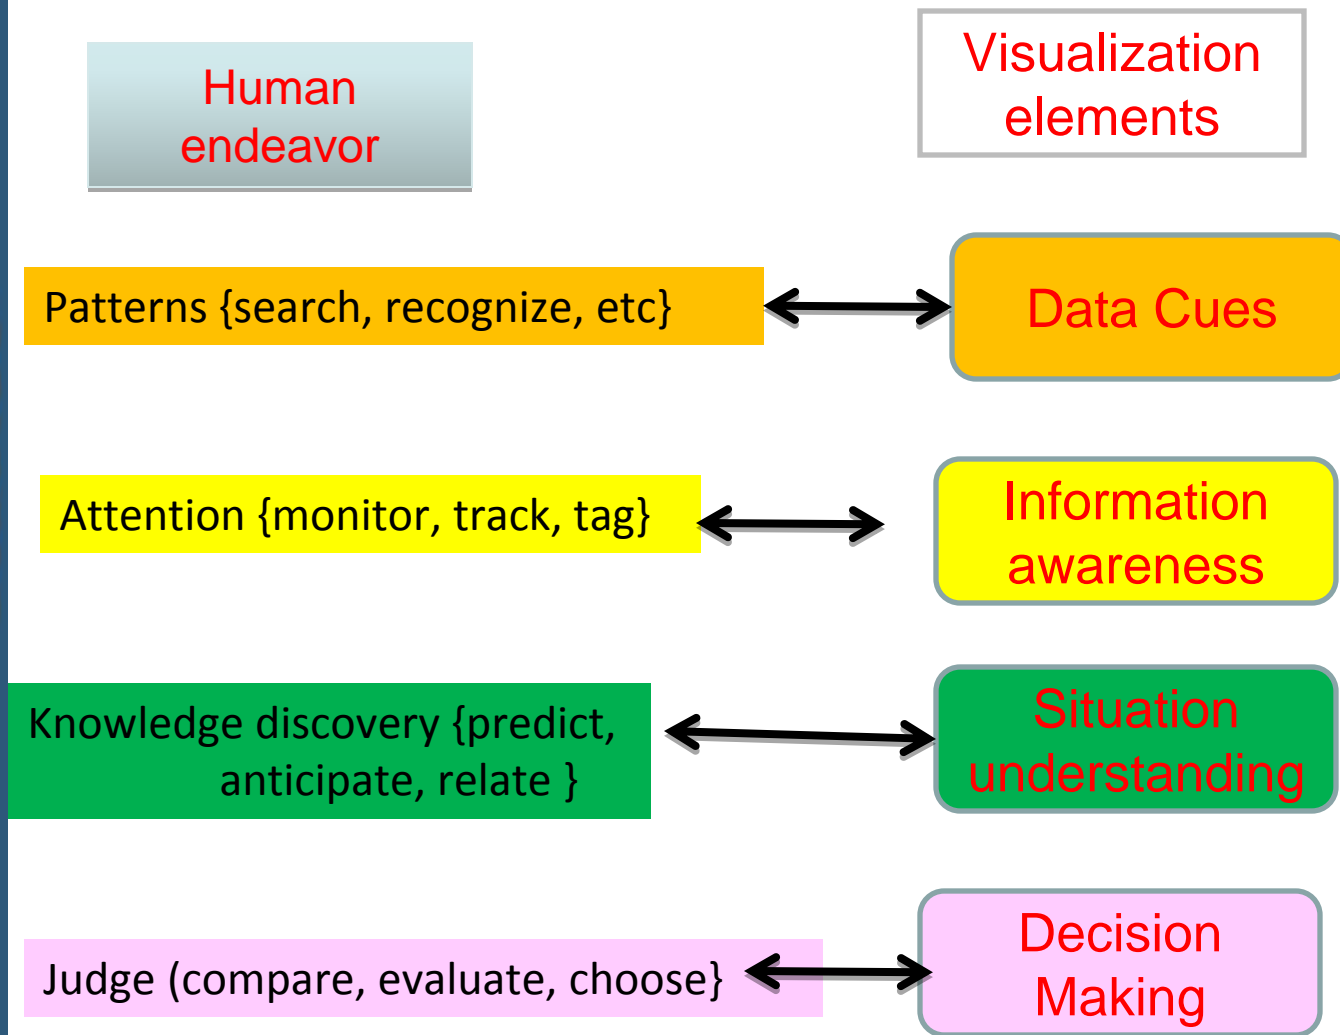 Human
endeavor
Visualization
elements
Patterns {search, recognize, etc}
Data Cues
Attention {monitor, track, tag}
Information
awareness
Knowledge discovery {predict,
anticipate, relate }
Situation
understanding
Judge (compare, evaluate, choose}
Decision
Making